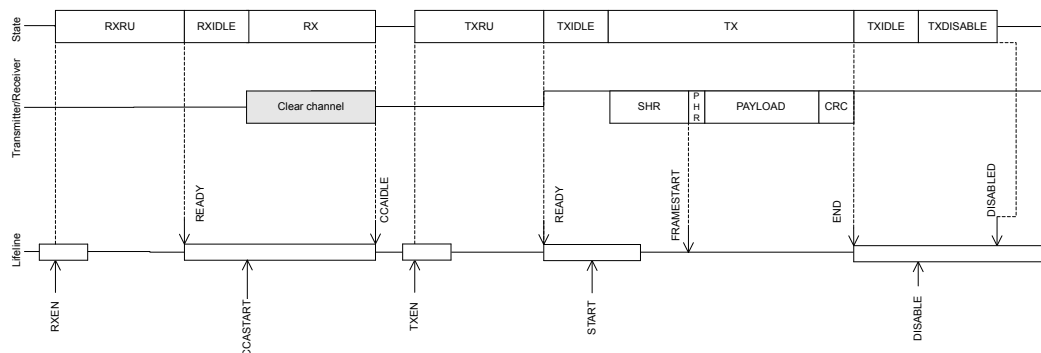 State
RXRU
RXIDLE
RX
TXRU
TXIDLE
TX
TXIDLE
TXDISABLE
Transmitter/Receiver
Clear channel
SHR
P
H
R
PAYLOAD
CRC
READY
CCAIDLE
READY
FRAMESTART
END
DISABLED
Lifeline
RXEN
CCASTART
TXEN
START
DISABLE